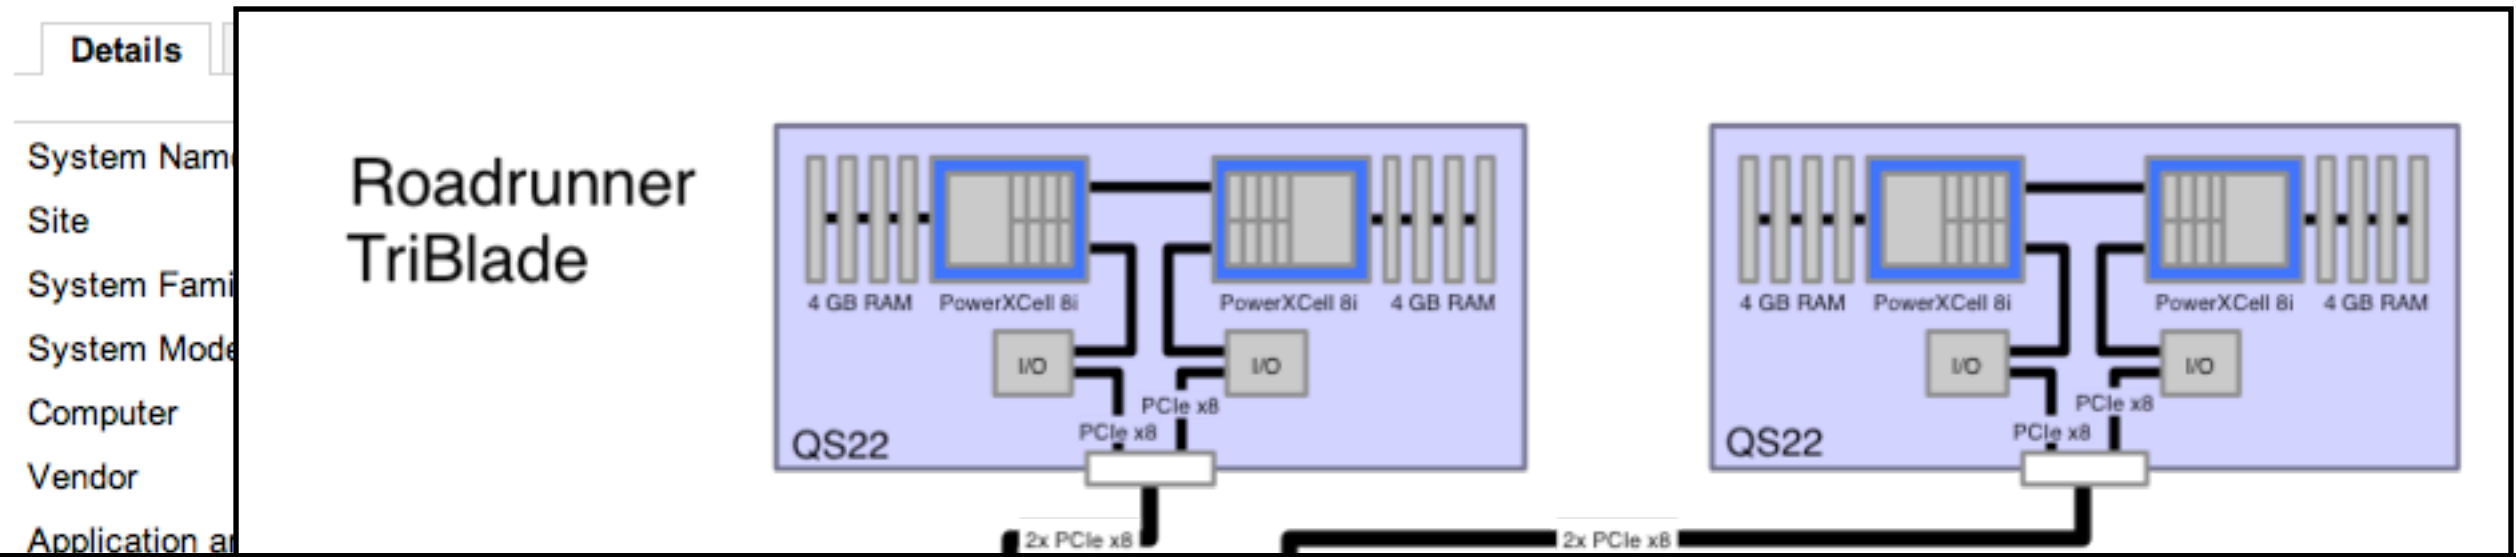 Details
System Nam
Site
System Fami
System Mode
Computer
Vendor
Application ar
Roadrunner
TriBlade
4 GB RAM PowerXCell 8i PowerXCell 8i 4 GB RAM
I/O I/O
PCIe x8
PCIe x8
QS22
4 GB RAM PowerXCell 8i PowerXCell 8i 4 GB RAM
I/O I/O
PCIe x8
PCIe x8
QS22
2x PCIe x8
2x PCIe x8